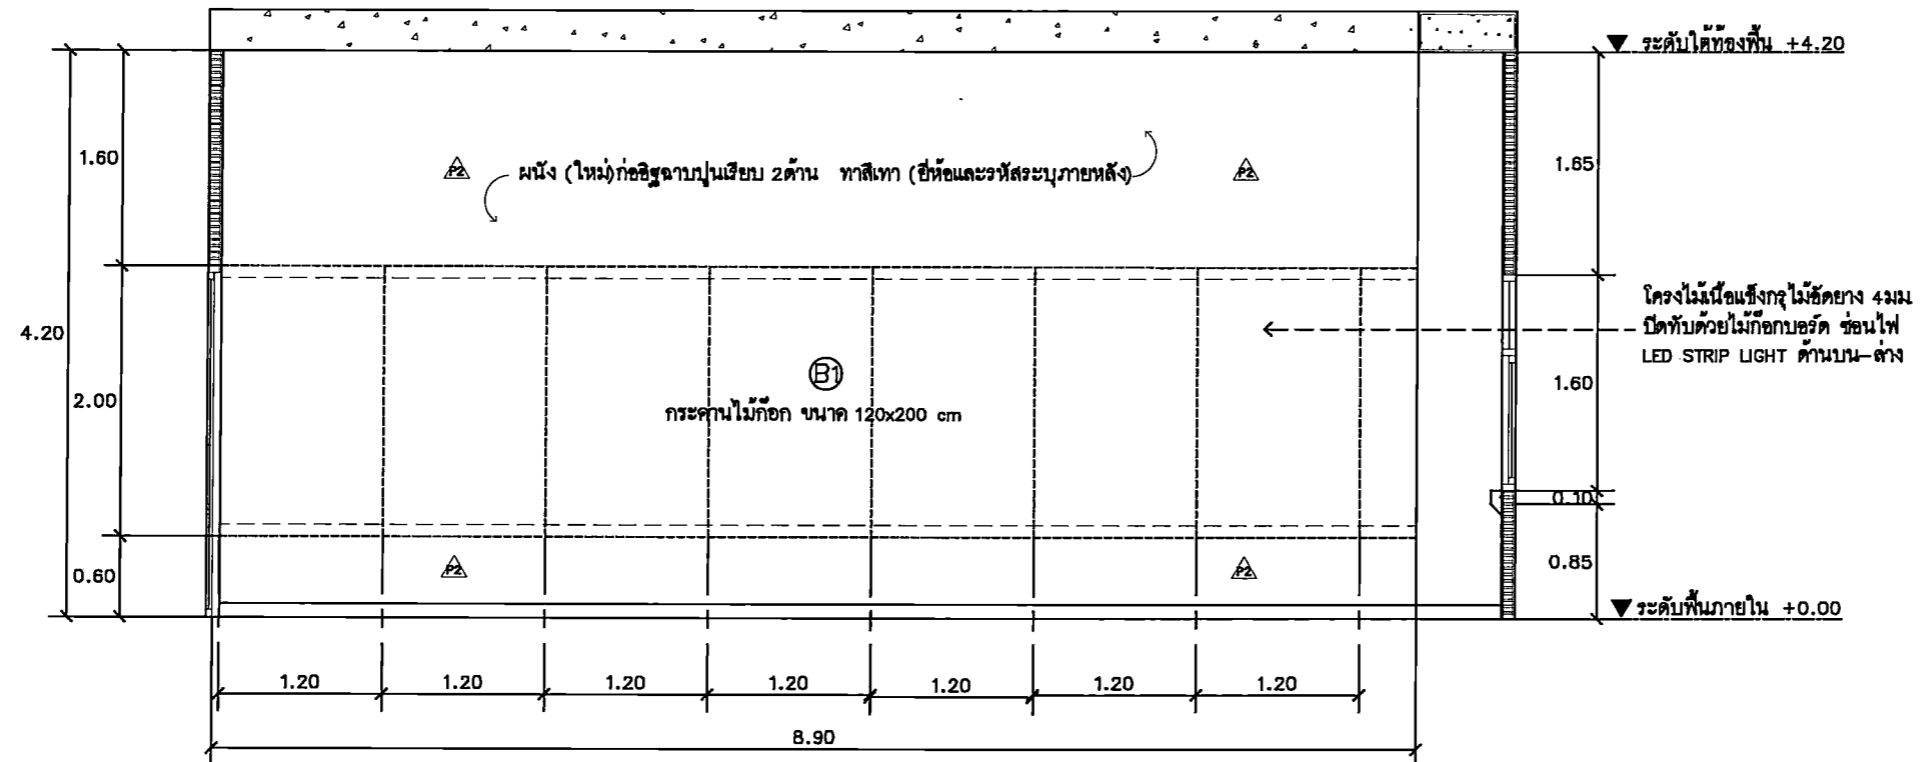 ระดับใต้ท้องพื้น +4.20
1.60
P2
ผนัง (ใหม่)ก่ออิฐฉาบปูนเรียบ 2ด้าน ทาสีเทา (ยี่ห้อและรหัสระบุภายหลัง)
P2
1.65
4.20
2.00
B1
กระดานไม้ก๊อก ขนาด 120x200 cm
โครงไม้เนื้อแข็งกรุไม้อัดยาง 4มม.
ปิดทับด้วยไม้ก๊อกบอร์ด ซ่อนไฟ
LED STRIP LIGHT ด้านบน-ล่าง
1.60
0.10
0.60
P2
P2
0.85
ระดับพื้นภายใน +0.00
1.20 1.20 1.20 1.20 1.20 1.20 1.20
8.90